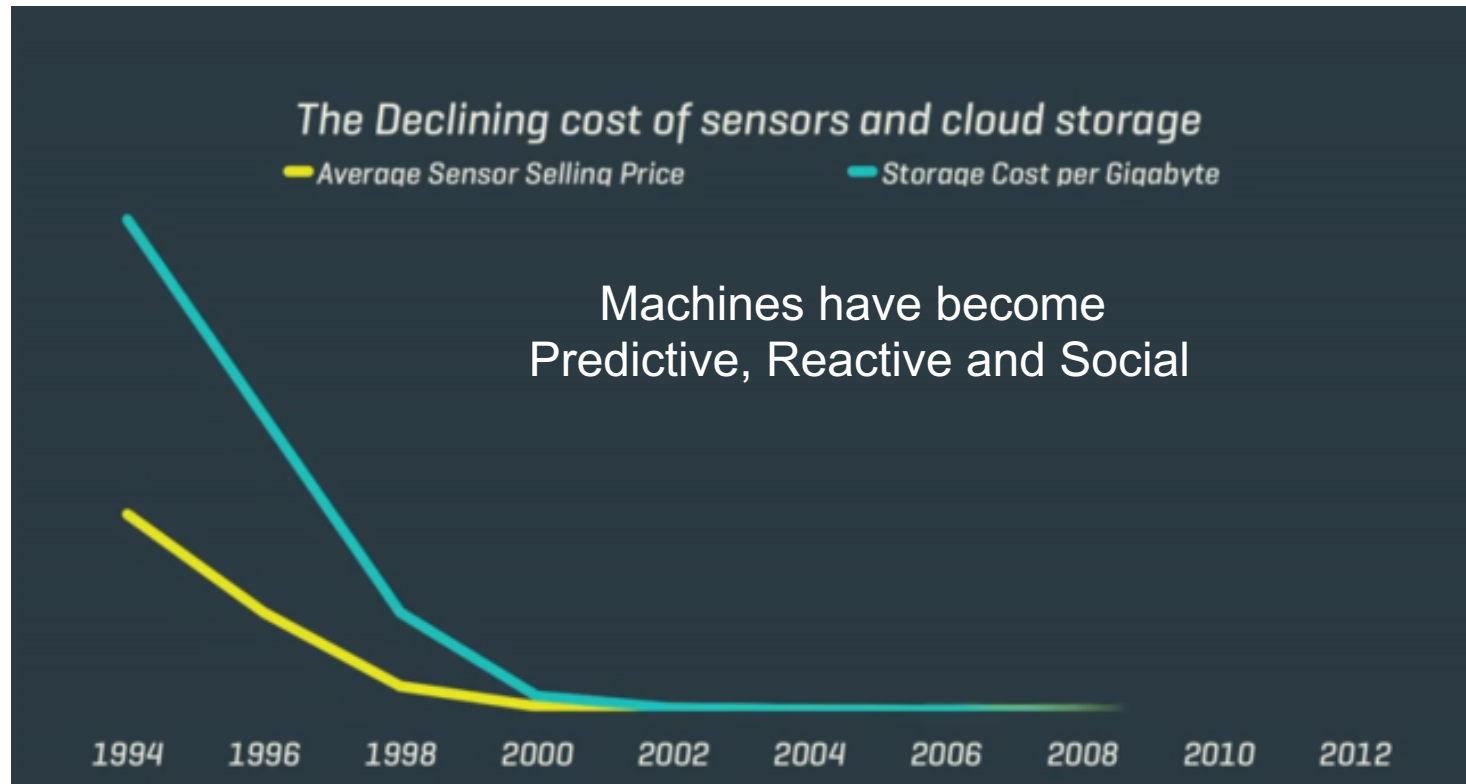 The Declining cost of sensors and cloud storage
Average Sensor Selling Price Storage Cost per Gigabyte
Machines have become
Predictive, Reactive and Social
1994 1996 1998 2000 2002 2004 2006 2008 2010 2012